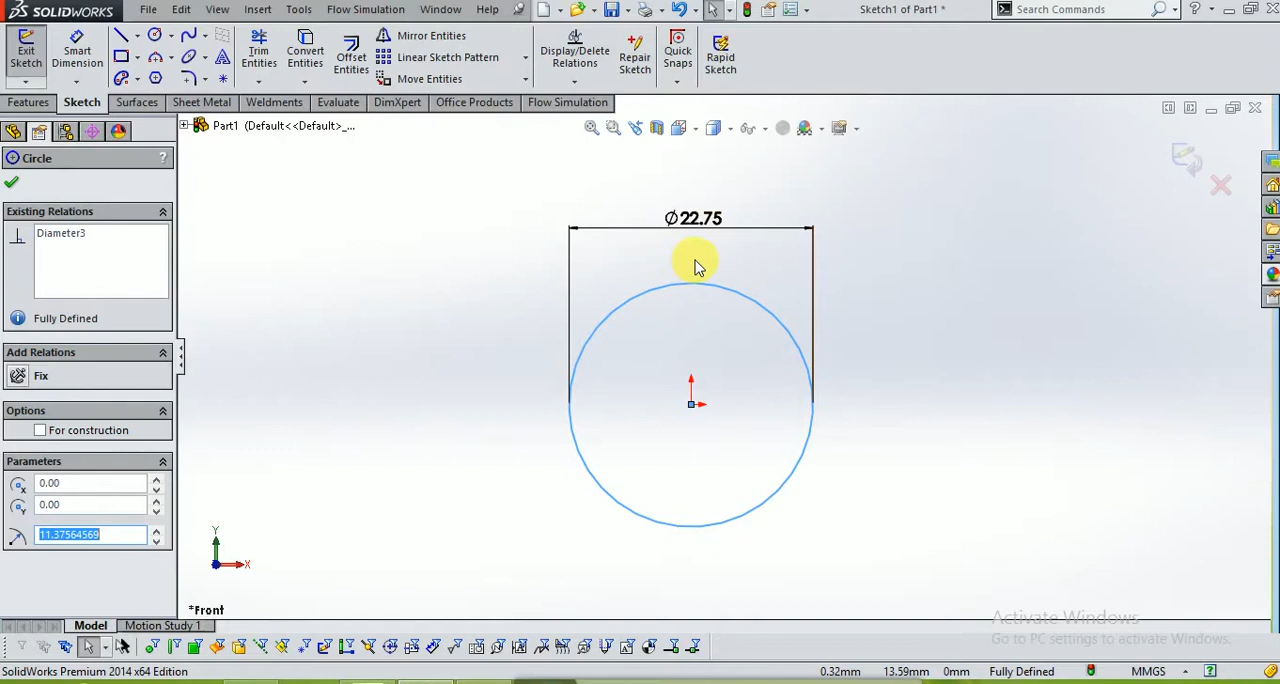 SOLIDWORKS File Edit View Insert Tools Flow Simulation Window Help Sketch1 of Part1 * Search Commands
Exit Sketch
Smart Dimension
Trim Entities
Convert Entities
Offset Entities
Mirror Entities
Linear Sketch Pattern
Move Entities
Display/Delete Relations
Repair Sketch
Quick Snaps
Rapid Sketch
Features Sketch Surfaces Sheet Metal Weldments Evaluate DimXpert Office Products Flow Simulation
Part1 (Default<<Default>_...
Circle ?
Existing Relations
Diameter3
Fully Defined
Add Relations
Fix
Options
For construction
Parameters
0.00
0.00
11.37564569
∅22.75
Y
X
*Front
Activate Windows
Go to PC settings to activate Windows.
Model Motion Study 1
SolidWorks Premium 2014 x64 Edition 0.32mm 13.59mm 0mm Fully Defined MMGS